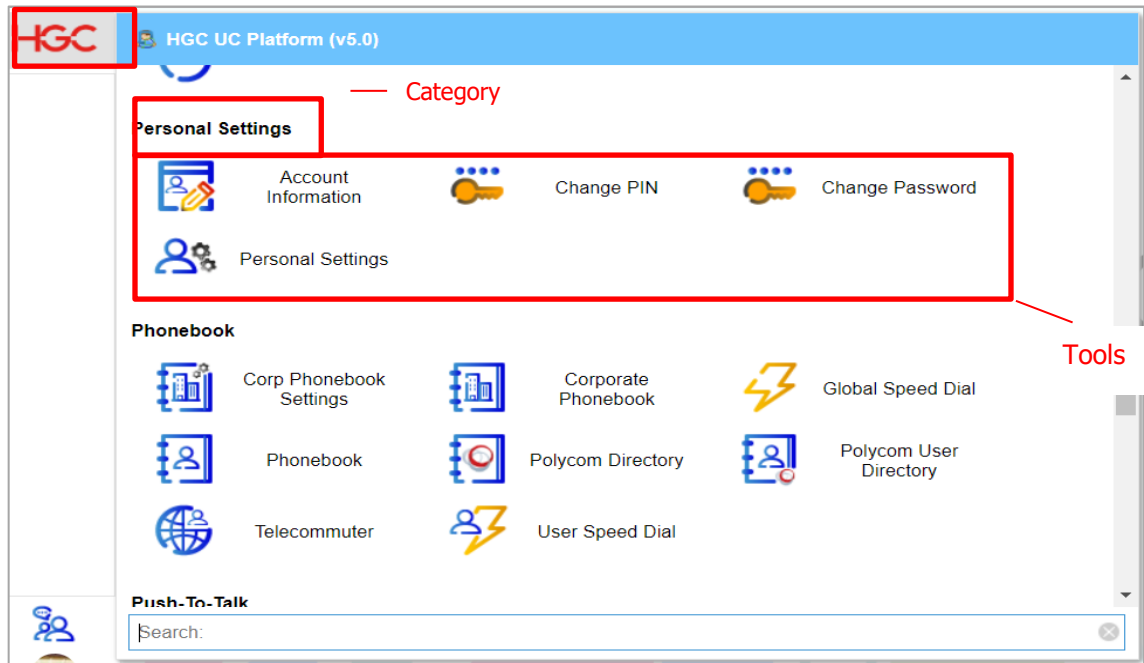 HGC
HGC UC Platform (v5.0)
Category
Personal Settings
Account
Information
Change PIN
Change Password
Personal Settings
Tools
Phonebook
Corp Phonebook
Settings
Corporate
Phonebook
Global Speed Dial
Phonebook
Polycom Directory
Polycom User
Directory
Telecommuter
User Speed Dial
Push-To-Talk
Search: